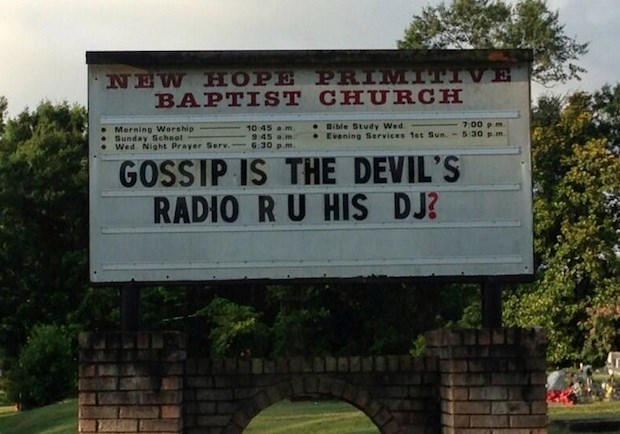 NEW HOPE PRIMITIVE
BAPTIST CHURCH
• Morning Worship — 10:45 a.m.
• Sunday School — 9:45 a.m.
• Wed. Night Prayer Serv. — 6:30 p.m.
• Bible Study Wed. — 7:00 p.m.
• Evening Services 1st Sun. — 5:30 p.m.
GOSSIP IS THE DEVIL'S
RADIO R U HIS DJ?